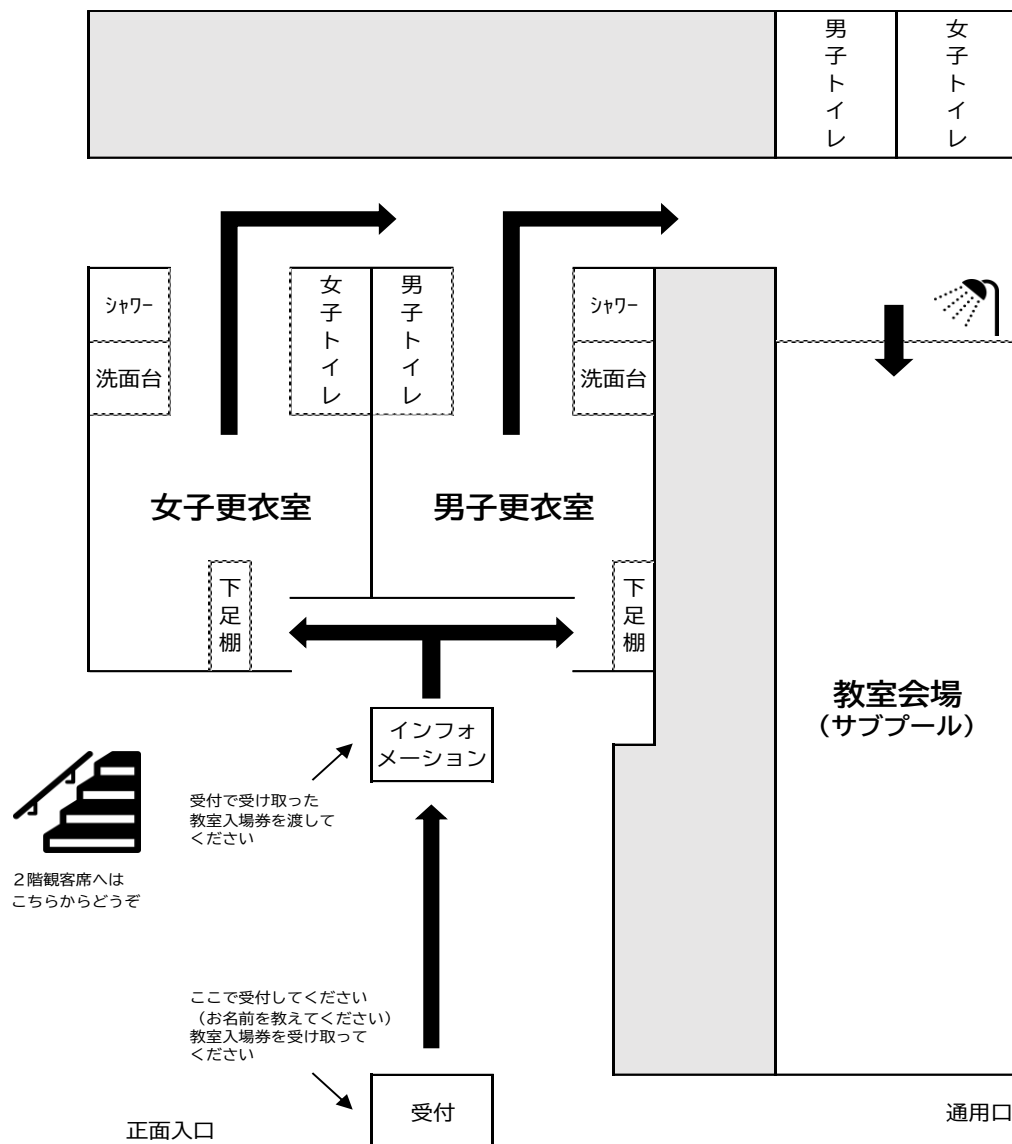 男子トイレ
女子トイレ
シャワー
女子トイレ
男子トイレ
シャワー
洗面台
洗面台
女子更衣室
男子更衣室
下足棚
下足棚
教室会場
(サブプール)
インフォ
メーション
受付で受け取った
教室入場券を渡して
ください
2階観客席へは
こちらからどうぞ
ここで受付してください
(お名前を教えてください)
教室入場券を受け取って
ください
受付
通用口
正面入口